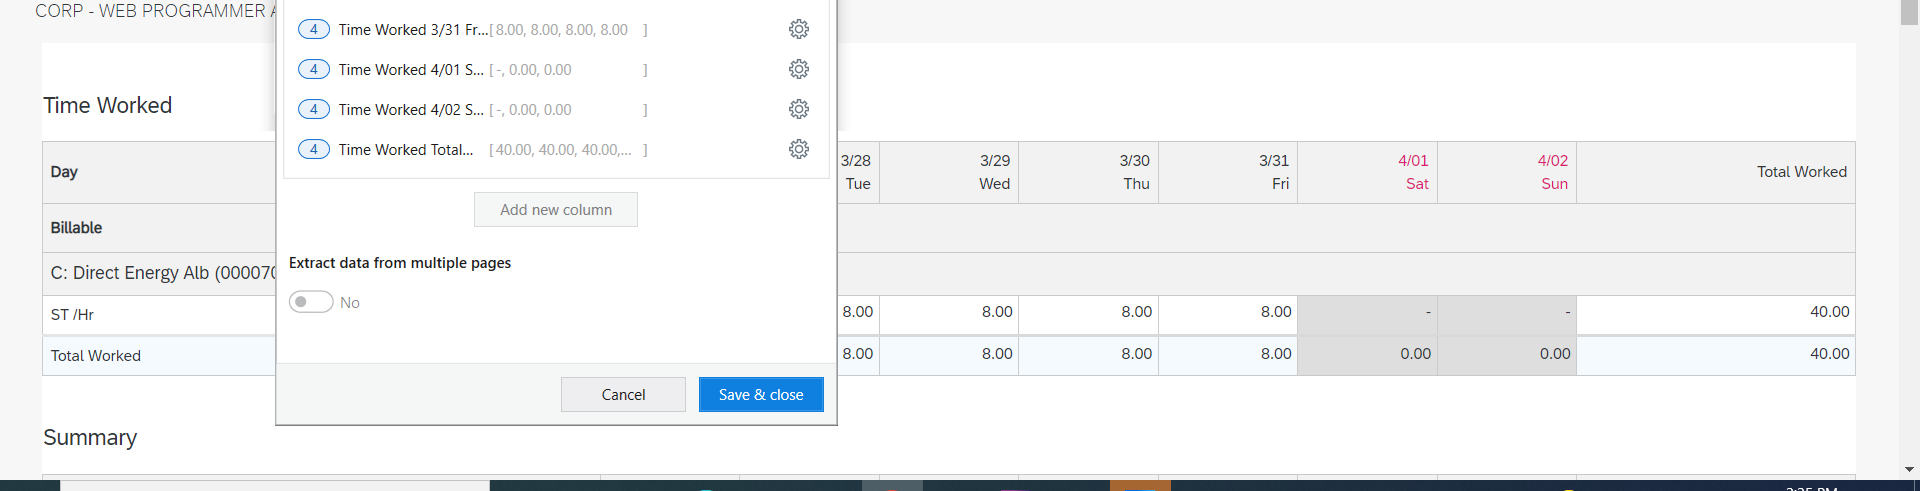 CORP - WEB PROGRAMMER
4 Time Worked 3/31 Fr... [ 8.00, 8.00, 8.00, 8.00 ]
4 Time Worked 4/01 S... [ -, 0.00, 0.00 ]
4 Time Worked 4/02 S... [ -, 0.00, 0.00 ]
4 Time Worked Total... [ 40.00, 40.00, 40.00,... ]
Add new column
Extract data from multiple pages
No
Cancel Save & close
Time Worked
Day 3/28 Tue 3/29 Wed 3/30 Thu 3/31 Fri 4/01 Sat 4/02 Sun Total Worked
Billable
C: Direct Energy Alb (000070
ST /Hr 8.00 8.00 8.00 8.00 - - 40.00
Total Worked 8.00 8.00 8.00 8.00 0.00 0.00 40.00
Summary